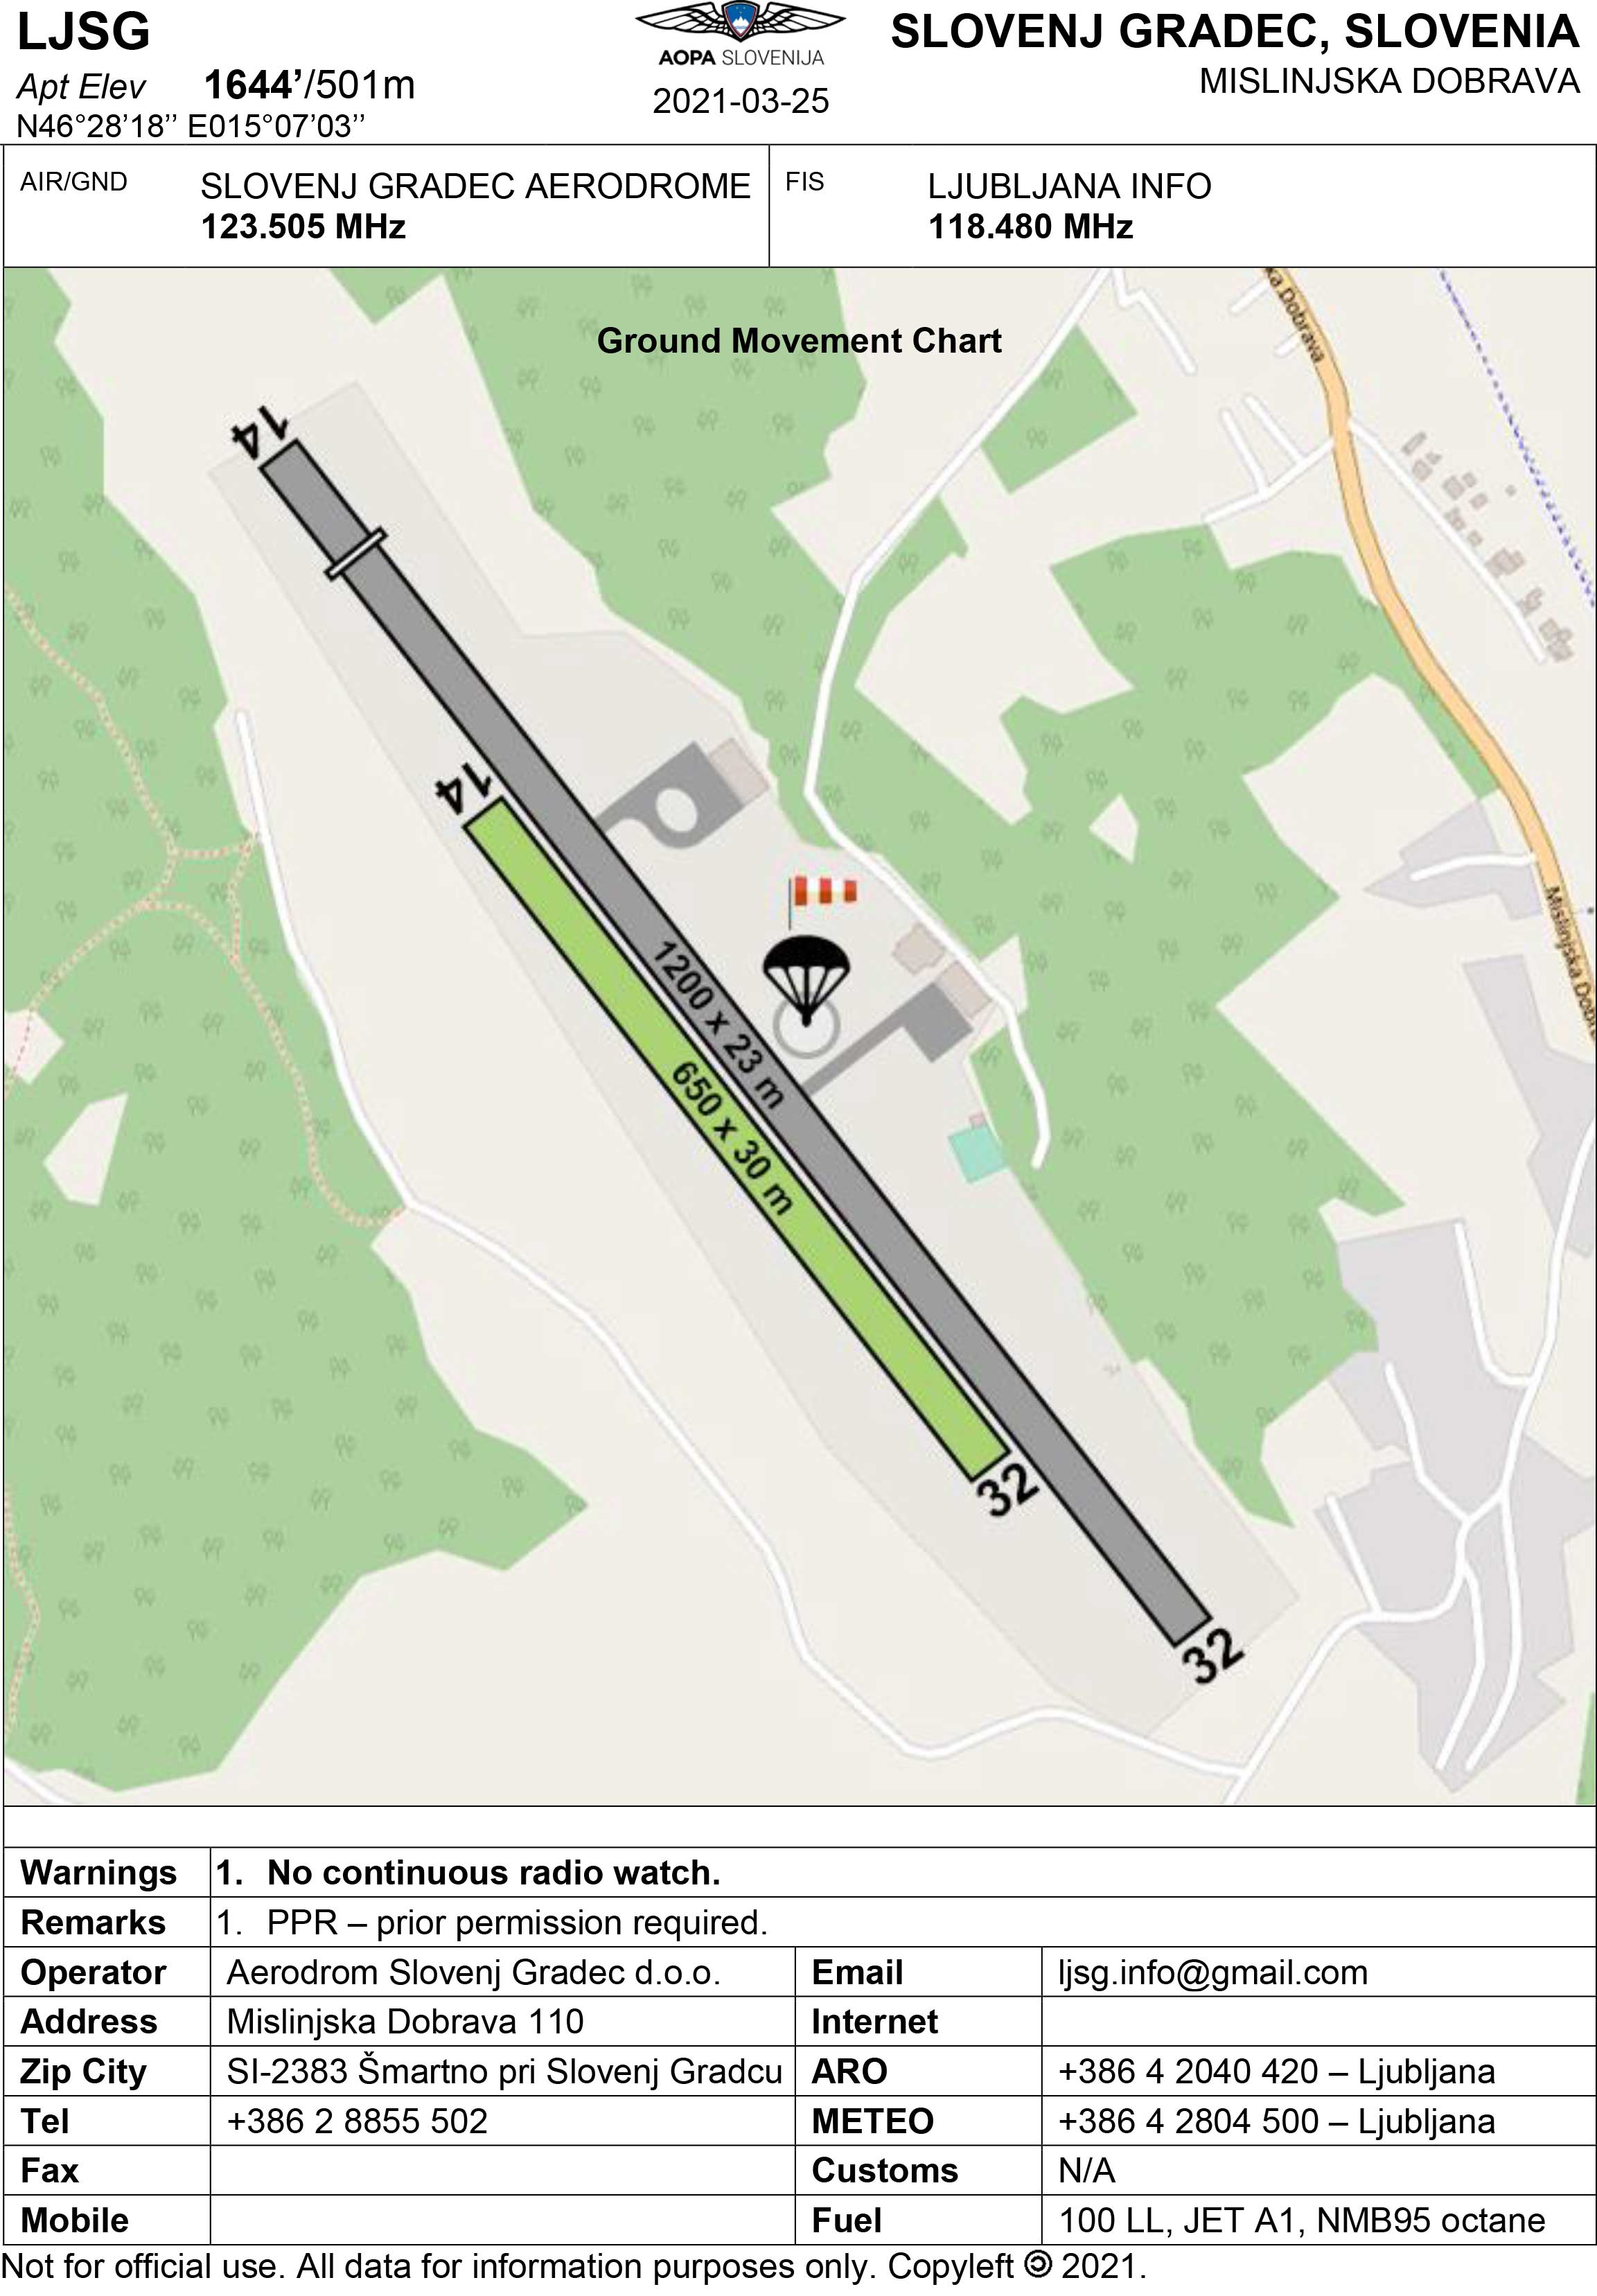 LJSG
Apt Elev 1644’/501m
N46°28’18’’ E015°07’03’’
AOPA SLOVENIJA
2021-03-25
SLOVENJ GRADEC, SLOVENIA
MISLINJSKA DOBRAVA
AIR/GND SLOVENJ GRADEC AERODROME
123.505 MHz
FIS LJUBLJANA INFO
118.480 MHz
Ground Movement Chart
ka Dobrava
14
14
1200 x 23 m
650 x 30 m
Mislinjska Dobr
32
32
Warnings 1. No continuous radio watch.
Remarks 1. PPR – prior permission required.
Operator Aerodrom Slovenj Gradec d.o.o. Email ljsg.info@gmail.com
Address Mislinjska Dobrava 110 Internet
Zip City SI-2383 Šmartno pri Slovenj Gradcu ARO +386 4 2040 420 – Ljubljana
Tel +386 2 8855 502 METEO +386 4 2804 500 – Ljubljana
Fax Customs N/A
Mobile Fuel 100 LL, JET A1, NMB95 octane
Not for official use. All data for information purposes only. Copyleft 🄯 2021.